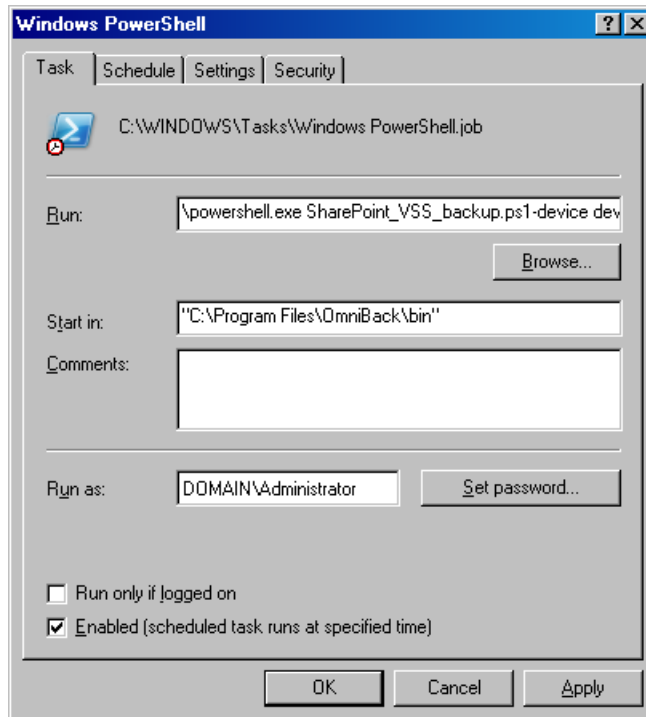 Windows PowerShell
Task Schedule Settings Security
C:\WINDOWS\Tasks\Windows PowerShell.job
Run: \powershell.exe SharePoint_VSS_backup.ps1-device dev
Browse...
Start in: "C:\Program Files\OmniBack\bin"
Comments:
Run as: DOMAIN\Administrator Set password...
Run only if logged on
Enabled (scheduled task runs at specified time)
OK Cancel Apply